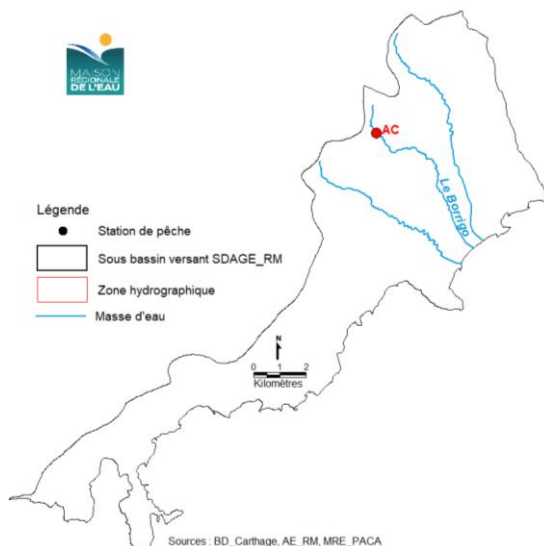 MAISON
RÉGIONALE
DE L'EAU
AC
Le Borrigo
Légende
Station de pêche
Sous bassin versant SDAGE_RM
Zone hydrographique
Masse d'eau
N
0 1 2
Kilomètres
Sources : BD_Carthage, AE_RM, MRE_PACA